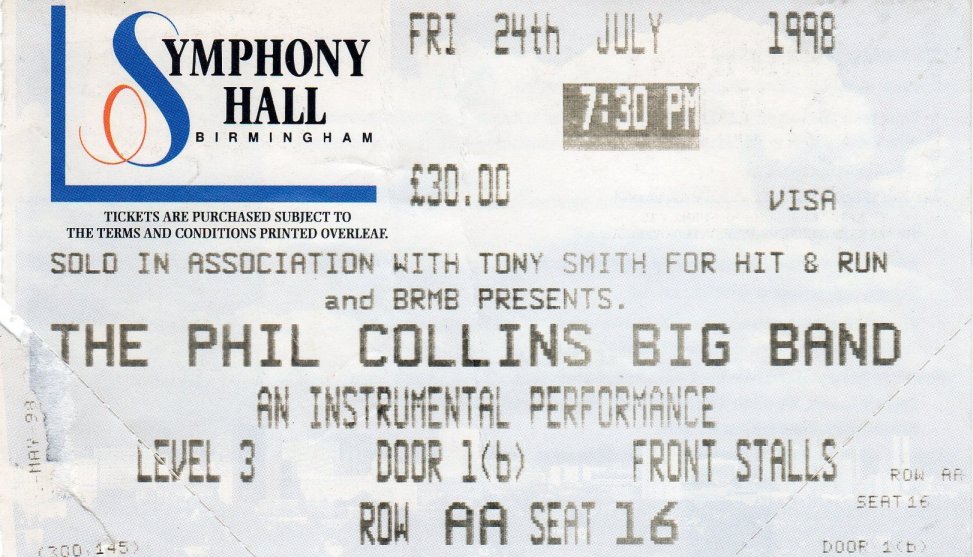 SYMPHONY HALL
BIRMINGHAM
FRI 24th JULY 1998
7:30 PM
£30.00 VISA
TICKETS ARE PURCHASED SUBJECT TO
THE TERMS AND CONDITIONS PRINTED OVERLEAF.
SOLO IN ASSOCIATION WITH TONY SMITH FOR HIT & RUN
and BRMB PRESENTS.
THE PHIL COLLINS BIG BAND
AN INSTRUMENTAL PERFORMANCE
LEVEL 3 DOOR 1(b) FRONT STALLS
ROW AA SEAT 16
ROW AA
SEAT 16
DOOR 1(b)
(300,145)
MAY 98